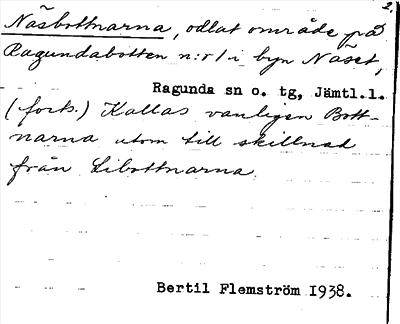 2.
Näsbottnarna, odlat område på
Ragundabotten n:r 1 i byn Näset,
Ragunda sn o. tg, Jämtl.l.
(forts.) Kallas vanligen Bott-
narna utom till skillnad
från Libottnarna.
Bertil Flemström 1938.